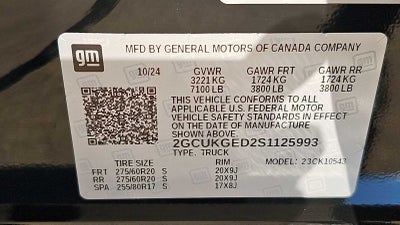 gm
MFD BY GENERAL MOTORS OF CANADA COMPANY
10/24 GVWR GAWR FRT GAWR RR
3221 KG 1724 KG 1724 KG
7100 LB 3800 LB 3800 LB
THIS VEHICLE CONFORMS TO ALL
APPLICABLE U.S. FEDERAL MOTOR
VEHICLE SAFETY STANDARDS IN EFFECT
ON THE DATE OF MANUFACTURE
SHOWN ABOVE.
2GCUKGED2S1125993
TYPE: TRUCK MODEL: 23CK10543
TIRE SIZE RIM
FRT 275/60R20 S 20X9J
RR 275/60R20 S 20X9J
SPA 255/80R17 S 17X8J